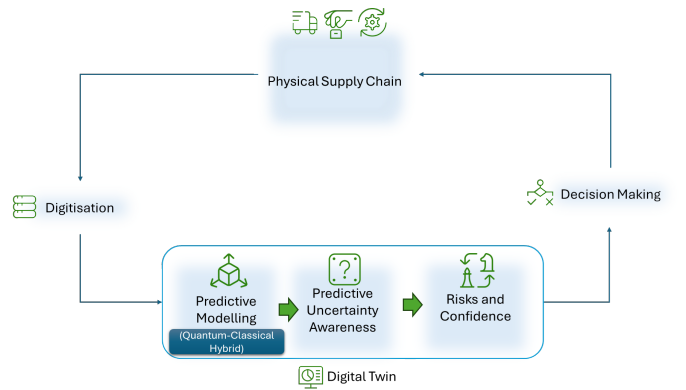 Physical Supply Chain
Digitisation
Decision Making
Predictive
Modelling
(Quantum-Classical
Hybrid)
Predictive
Uncertainty
Awareness
Risks and
Confidence
Digital Twin